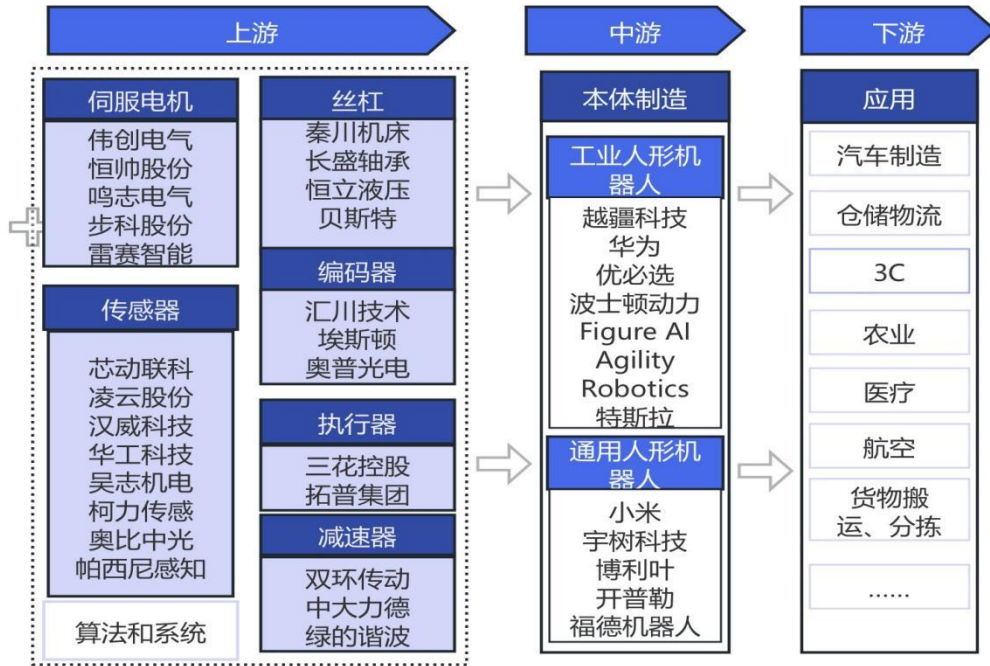 上游
中游
下游
伺服电机
伟创电气
恒帅股份
鸣志电气
步科股份
雷赛智能
传感器
芯动联科
凌云股份
汉威科技
华工科技
吴志机电
柯力传感
奥比中光
帕西尼感知
算法和系统
丝杠
秦川机床
长盛轴承
恒立液压
贝斯特
编码器
汇川技术
埃斯顿
奥普光电
执行器
三花控股
拓普集团
减速器
双环传动
中大力德
绿的谐波
本体制造
工业人形机
器人
越疆科技
华为
优必选
波士顿动力
Figure AI
Agility
Robotics
特斯拉
通用人形机
器人
小米
宇树科技
博利叶
开普勒
福德机器人
应用
汽车制造
仓储物流
3C
农业
医疗
航空
货物搬
运、分拣
......